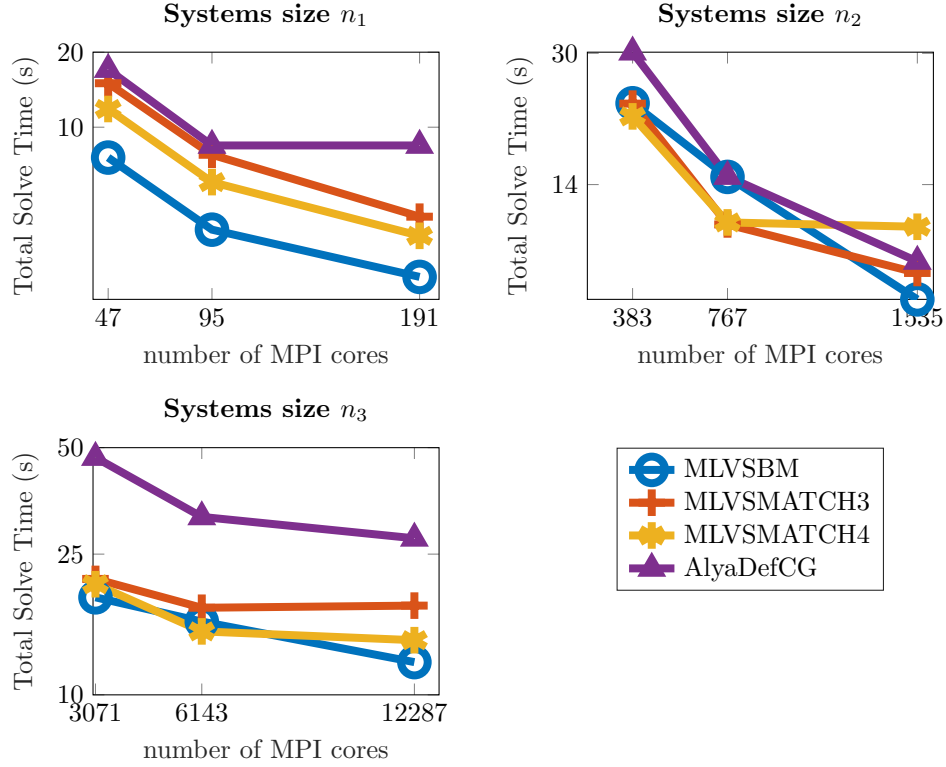 Systems size n₁
Total Solve Time (s)
20
10
47 95 191
number of MPI cores
Systems size n₂
Total Solve Time (s)
30
14
383 767 1535
number of MPI cores
Systems size n₃
Total Solve Time (s)
50
25
10
3071 6143 12287
number of MPI cores
MLVSBM
MLVSMATCH3
MLVSMATCH4
AlyaDefCG